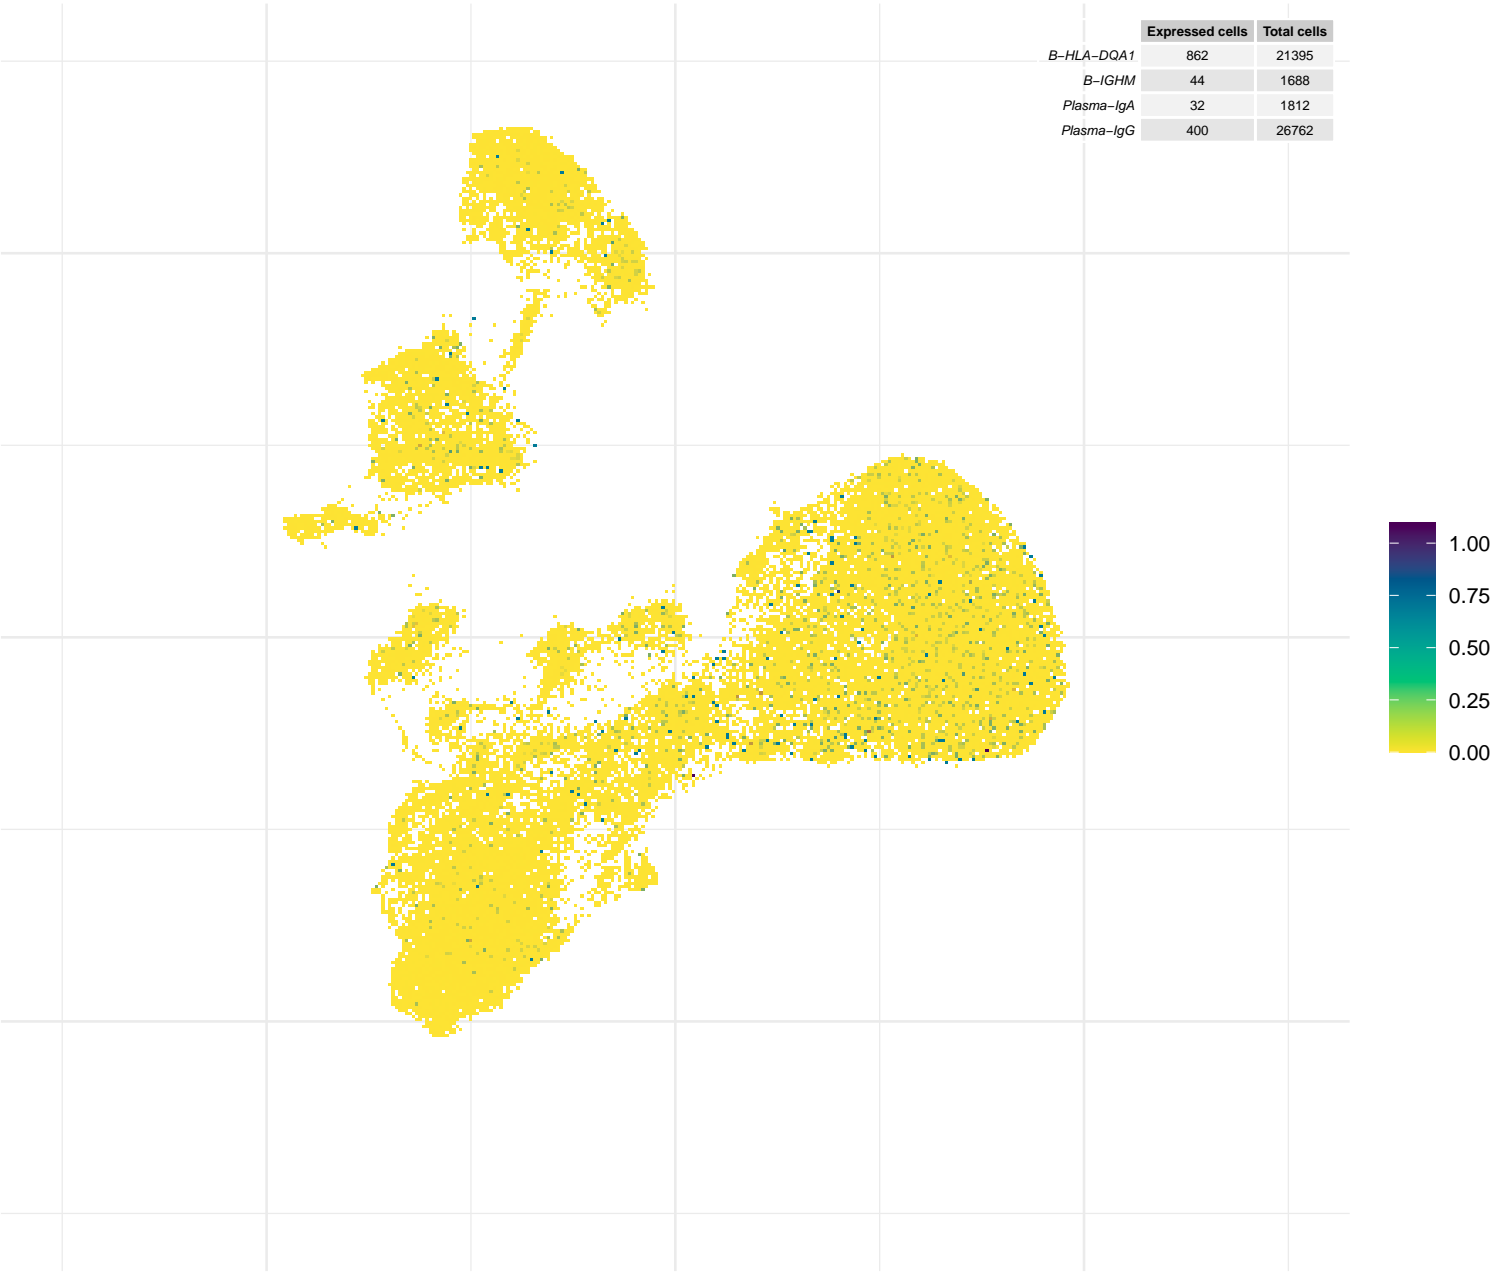 Expressed cells Total cells
B−HLA−DQA1 862 21395
B−IGHM 44 1688
Plasma−IgA 32 1812
Plasma−IgG 400 26762
1.00
0.75
0.50
0.25
0.00